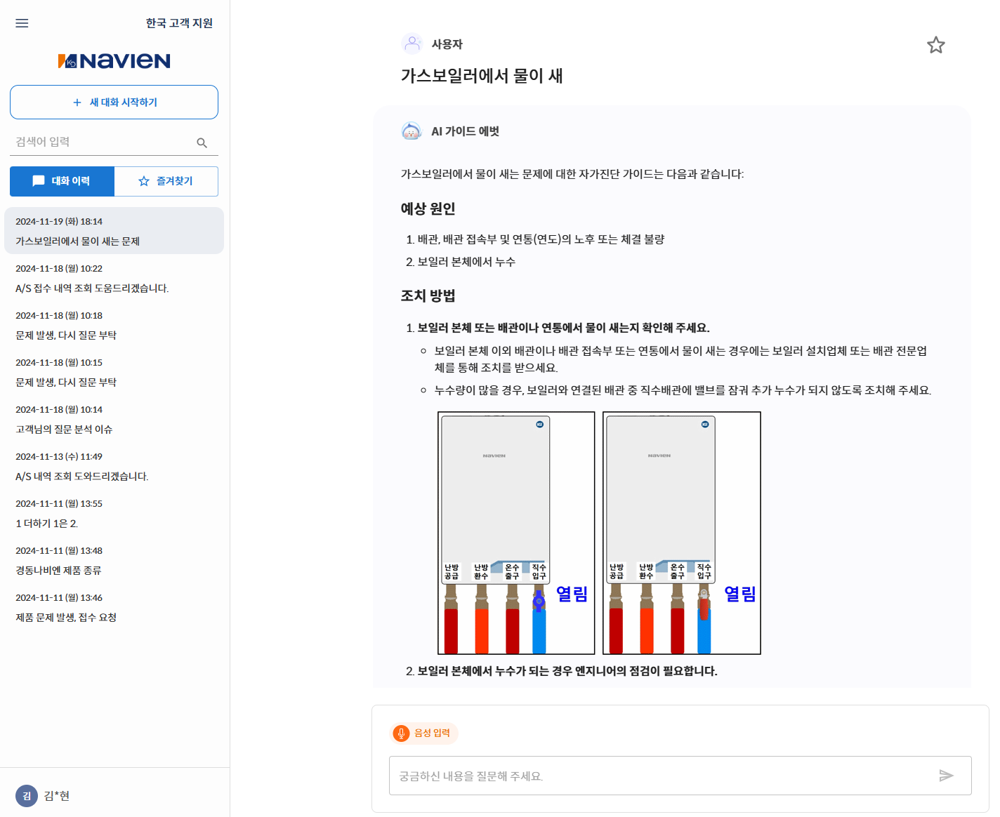 한국 고객 지원
KD NAVIEN
+ 새 대화 시작하기
검색어 입력
대화 이력
즐겨찾기
2024-11-19 (화) 18:14
가스보일러에서 물이 새는 문제
2024-11-18 (월) 10:22
A/S 접수 내역 조회 도움드리겠습니다.
2024-11-18 (월) 10:18
문제 발생, 다시 질문 부탁
2024-11-18 (월) 10:15
문제 발생, 다시 질문 부탁
2024-11-18 (월) 10:14
고객님의 질문 분석 이슈
2024-11-13 (수) 11:49
A/S 내역 조회 도와드리겠습니다.
2024-11-11 (월) 13:55
1 더하기 1은 2.
2024-11-11 (월) 13:48
경동나비엔 제품 종류
2024-11-11 (월) 13:46
제품 문제 발생, 접수 요청
김 김*현
사용자
가스보일러에서 물이 새
AI 가이드 에벗
가스보일러에서 물이 새는 문제에 대한 자가진단 가이드는 다음과 같습니다:
예상 원인
1. 배관, 배관 접속부 및 연통(연도)의 노후 또는 체결 불량
2. 보일러 본체에서 누수
조치 방법
1. 보일러 본체 또는 배관이나 연통에서 물이 새는지 확인해 주세요.
보일러 본체 이외 배관이나 배관 접속부 또는 연통에서 물이 새는 경우에는 보일러 설치업체 또는 배관 전문업
체를 통해 조치를 받으세요.
누수량이 많을 경우, 보일러와 연결된 배관 중 직수배관에 밸브를 잠궈 추가 누수가 되지 않도록 조치해 주세요.
NAVIEN
난방 공급
난방 환수
온수 출구
직수 입구
열림
NAVIEN
난방 공급
난방 환수
온수 출구
직수 입구
열림
2. 보일러 본체에서 누수가 되는 경우 엔지니어의 점검이 필요합니다.
음성 입력
궁금하신 내용을 질문해 주세요.